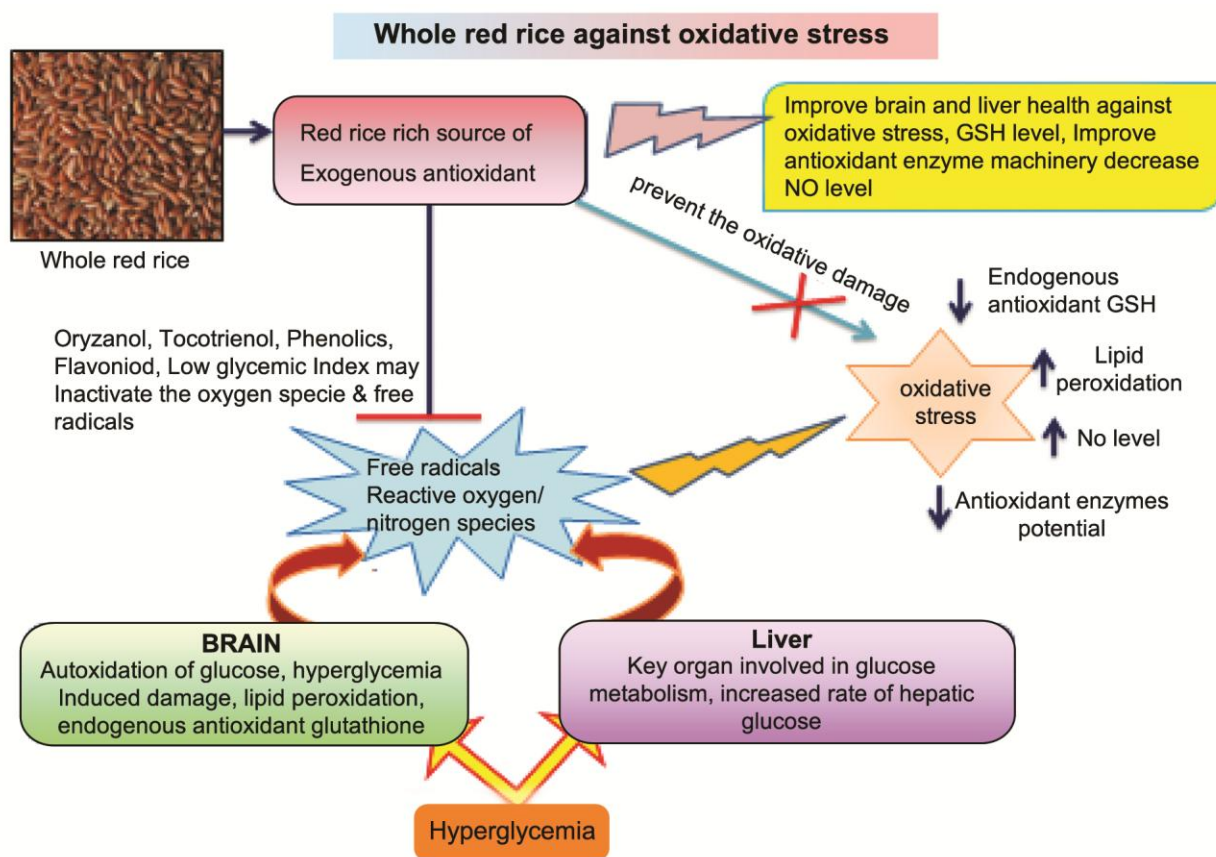 Whole red rice against oxidative stress
Red rice rich source of
Exogenous antioxidant
Improve brain and liver health against
oxidative stress, GSH level, Improve
antioxidant enzyme machinery decrease
NO level
Whole red rice
prevent the oxidative damage
Endogenous
antioxidant GSH
Lipid
peroxidation
oxidative
stress
No level
Antioxidant enzymes
potential
Oryzanol, Tocotrienol, Phenolics,
Flavoniod, Low glycemic Index may
Inactivate the oxygen specie & free
radicals
Free radicals
Reactive oxygen/
nitrogen species
BRAIN
Autoxidation of glucose, hyperglycemia
Induced damage, lipid peroxidation,
endogenous antioxidant glutathione
Liver
Key organ involved in glucose
metabolism, increased rate of hepatic
glucose
Hyperglycemia